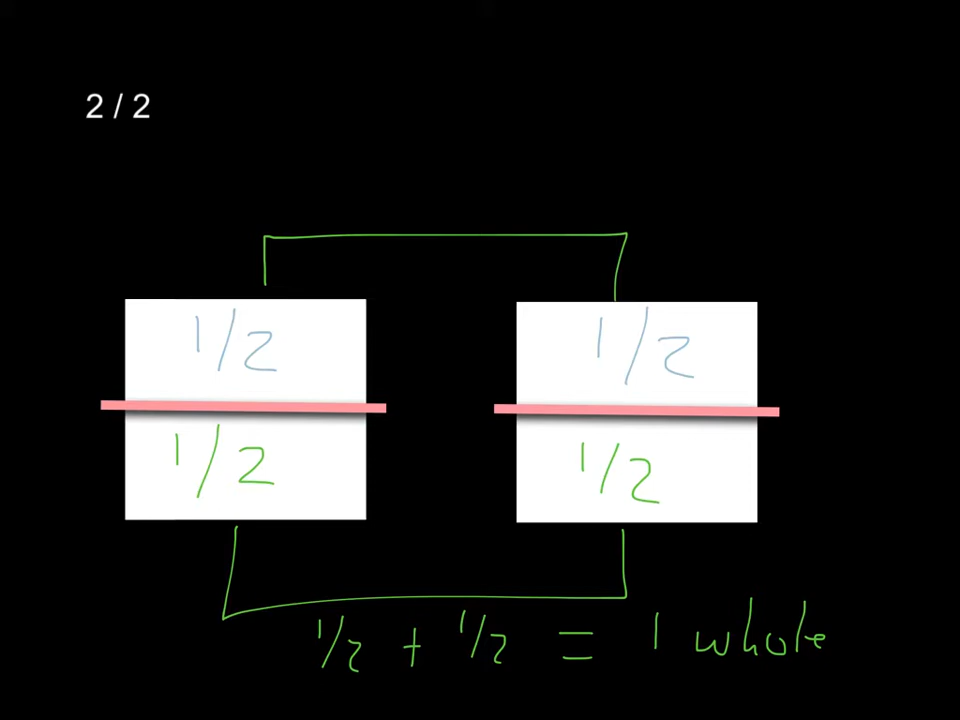 2 / 2
1/2 1/2
1/2 1/2
1/2 + 1/2 = 1 whole